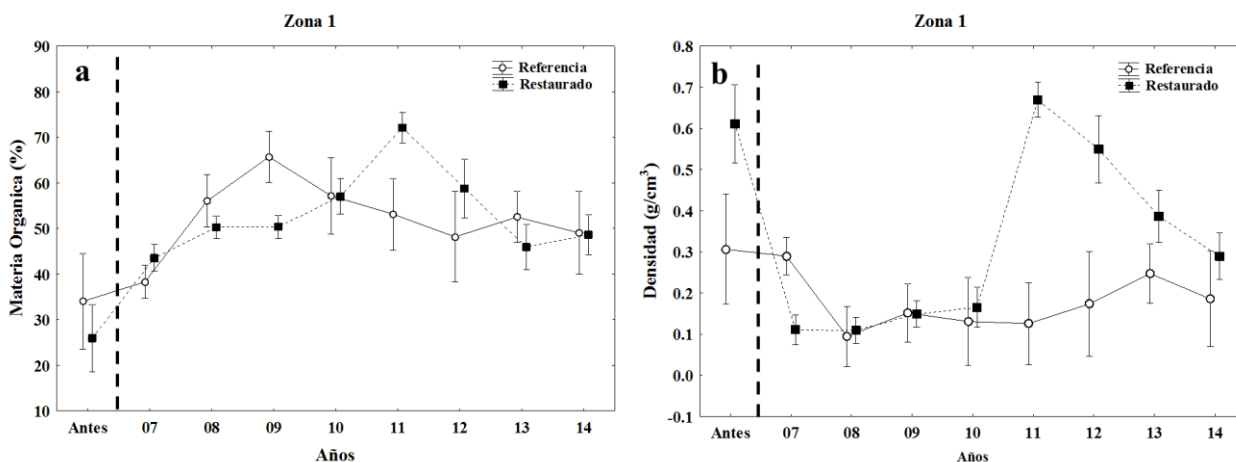 Zona 1
a
Referencia
Restaurado
Materia Organica (%)
90
80
70
60
50
40
30
20
10
Antes 07 08 09 10 11 12 13 14
Años
Zona 1
b
Referencia
Restaurado
Densidad (g/cm³)
0.8
0.7
0.6
0.5
0.4
0.3
0.2
0.1
0.0
-0.1
Antes 07 08 09 10 11 12 13 14
Años